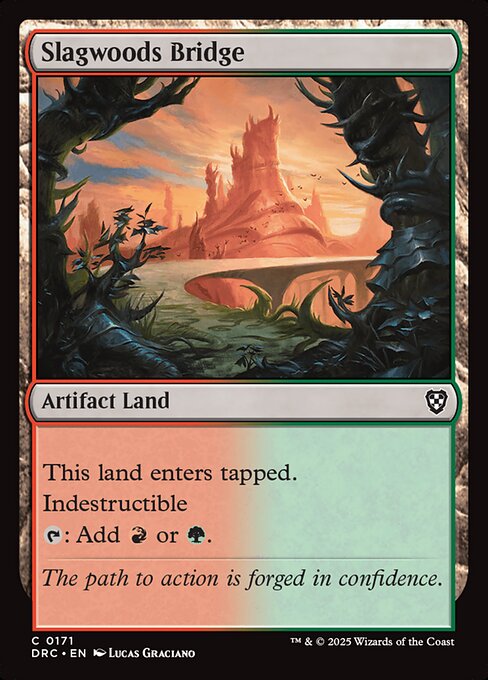 Slagwoods Bridge
Artifact Land
This land enters tapped.
Indestructible
: Add or .
The path to action is forged in confidence.
C 0171
DRC • EN Lucas Graciano
™ & © 2025 Wizards of the Coast